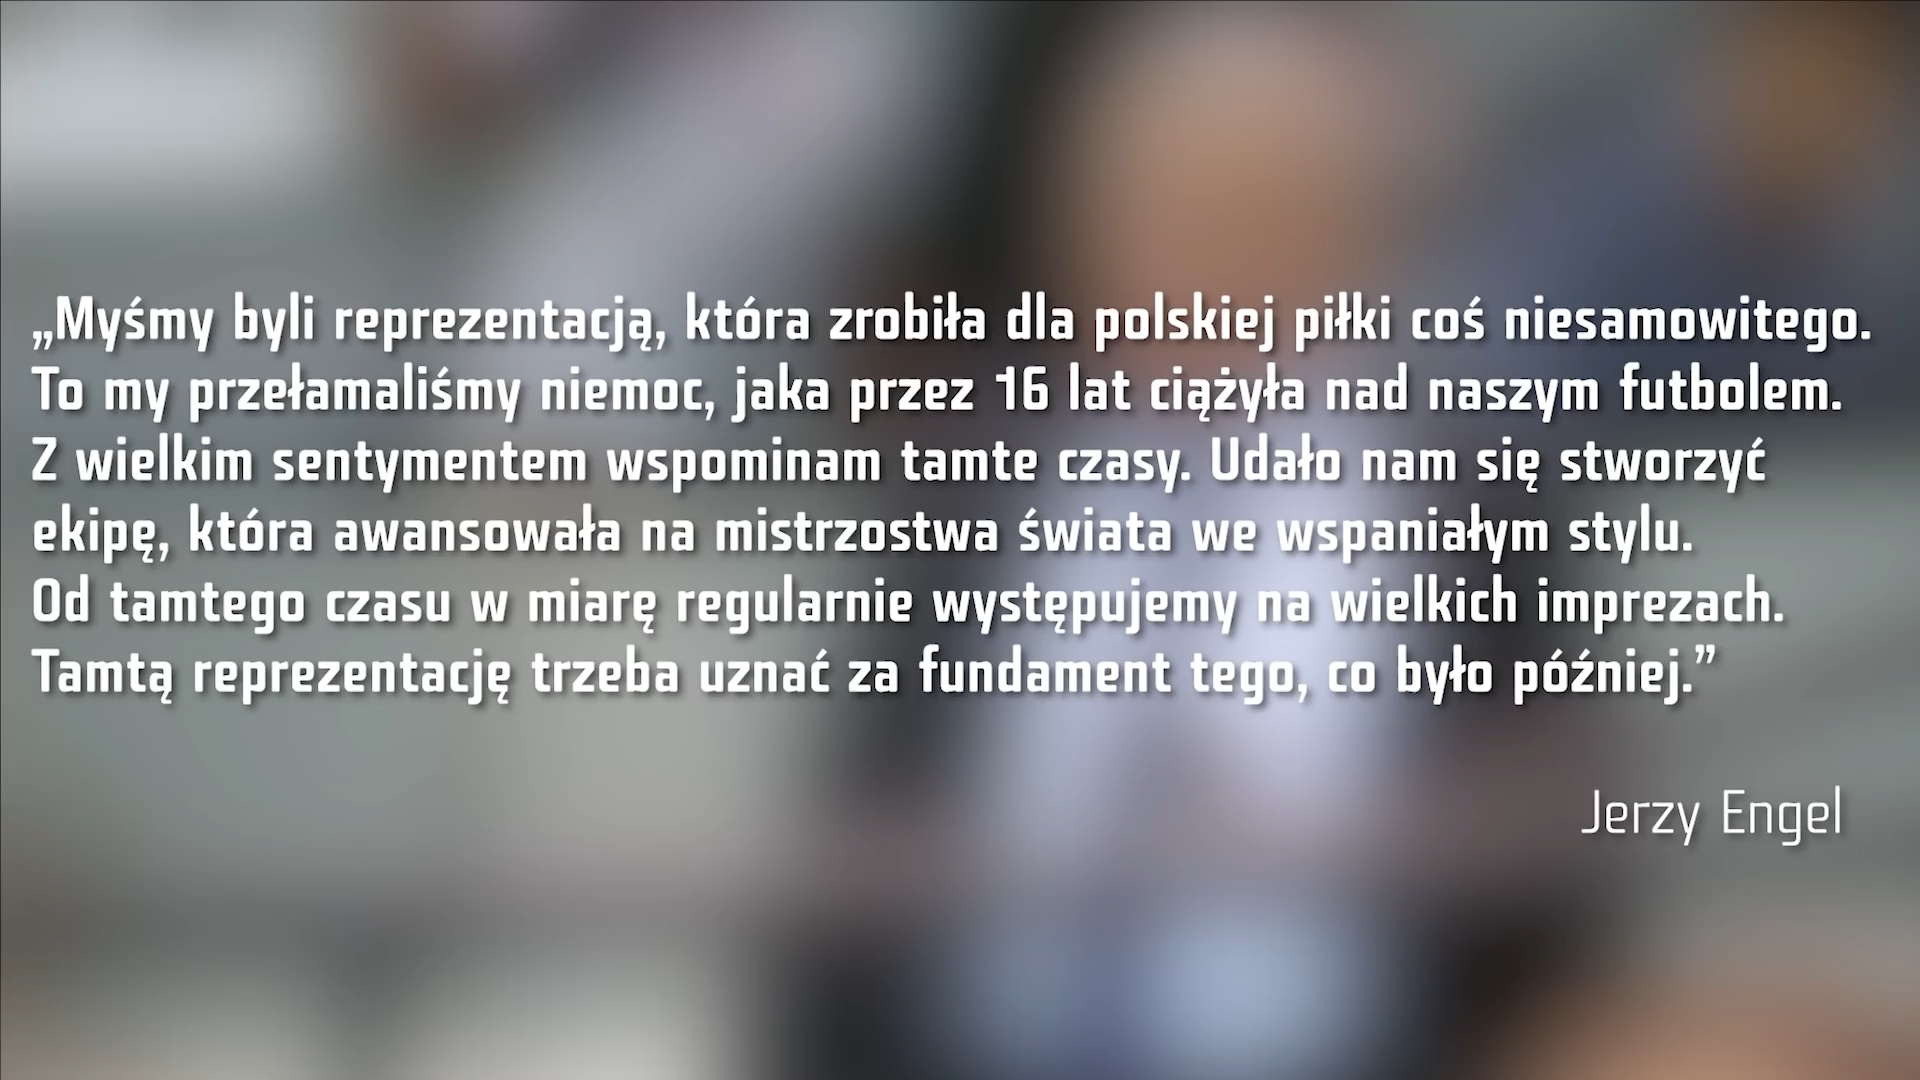 „Myśmy byli reprezentacją, która zrobiła dla polskiej piłki coś niesamowitego.
To my przełamaliśmy niemoc, jaka przez 16 lat ciążyła nad naszym futbolem.
Z wielkim sentymentem wspominam tamte czasy. Udało nam się stworzyć
ekipę, która awansowała na mistrzostwa świata we wspaniałym stylu.
Od tamtego czasu w miarę regularnie występujemy na wielkich imprezach.
Tamtą reprezentację trzeba uznać za fundament tego, co było później.”
Jerzy Engel